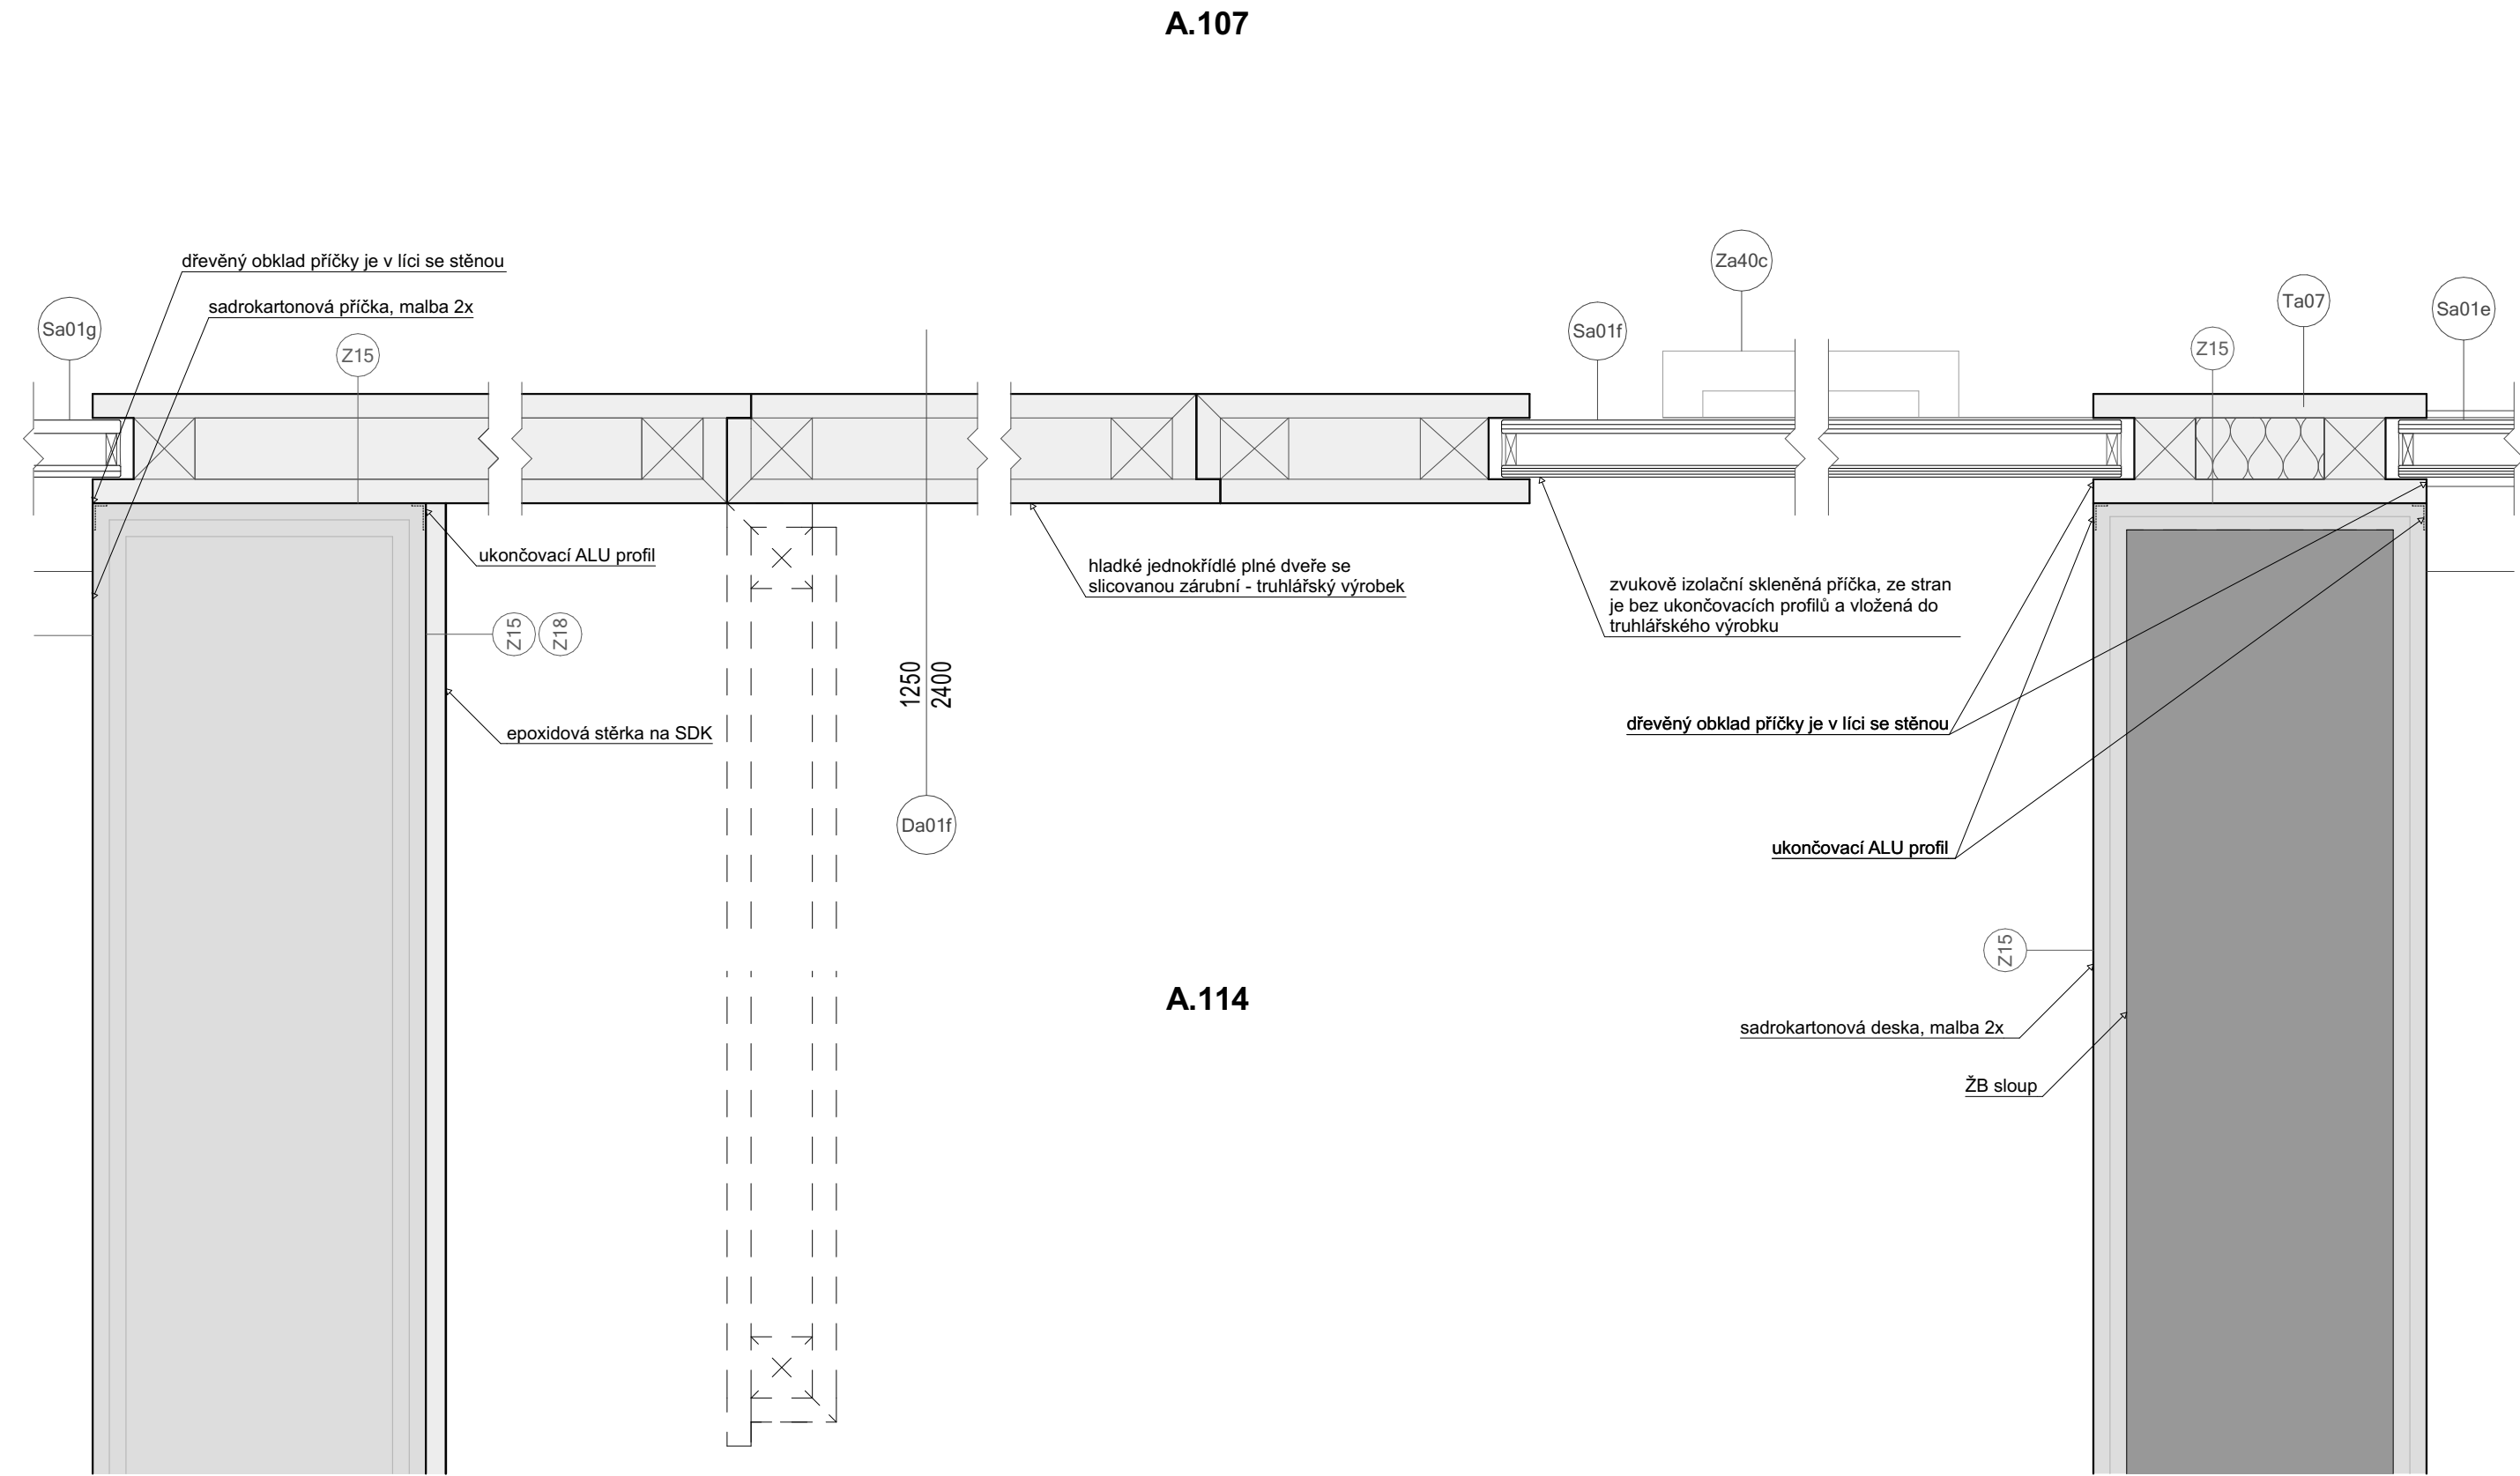 A.107
dřevěný obklad příčky je v líci se stěnou
sadrokartonová příčka, malba 2x
Sa01g
Z15
Za40c
Sa01f
Ta07
Sa01e
Z15
ukončovací ALU profil
hladké jednokřídlé plné dveře se
slicovanou zárubní - truhlářský výrobek
zvukově izolační skleněná příčka, ze stran
je bez ukončovacích profilů a vložená do
truhlářského výrobku
Z15
Z18
epoxidová stěrka na SDK
1250
2400
Da01f
dřevěný obklad příčky je v líci se stěnou
ukončovací ALU profil
Z15
A.114
sadrokartonová deska, malba 2x
ŽB sloup